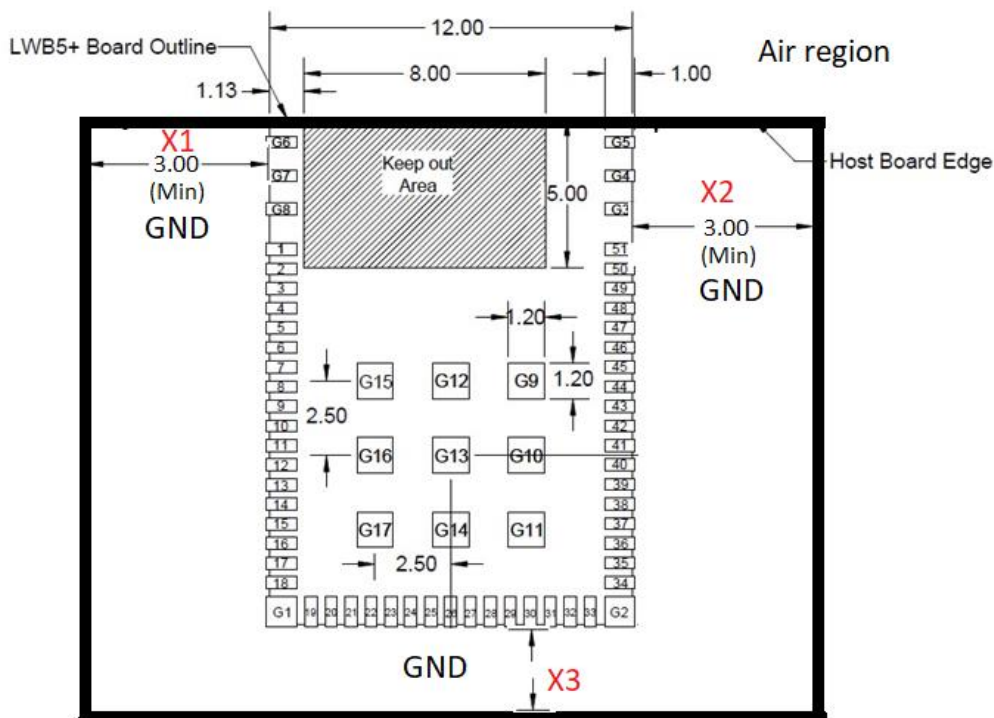 12.00
LWB5+ Board Outline
Air region
8.00
1.00
1.13
X1
G6
G5
3.00
Keep out
Host Board Edge
(Min)
G7
Area
G4
X2
5.00
GND
G8
G3
3.00
(Min)
1
51
GND
2
50
3
49
4
48
1.20
5
47
6
46
7
45
G15
G12
G9
1.20
8
44
9
43
2.50
10
42
11
41
G16
G13
G10
12
40
13
39
14
38
15
37
G17
G14
G11
16
36
2.50
17
35
18
34
G1 19 20 21 22 23 24 25 26 27 28 29 30 31 32 33 G2
GND
X3